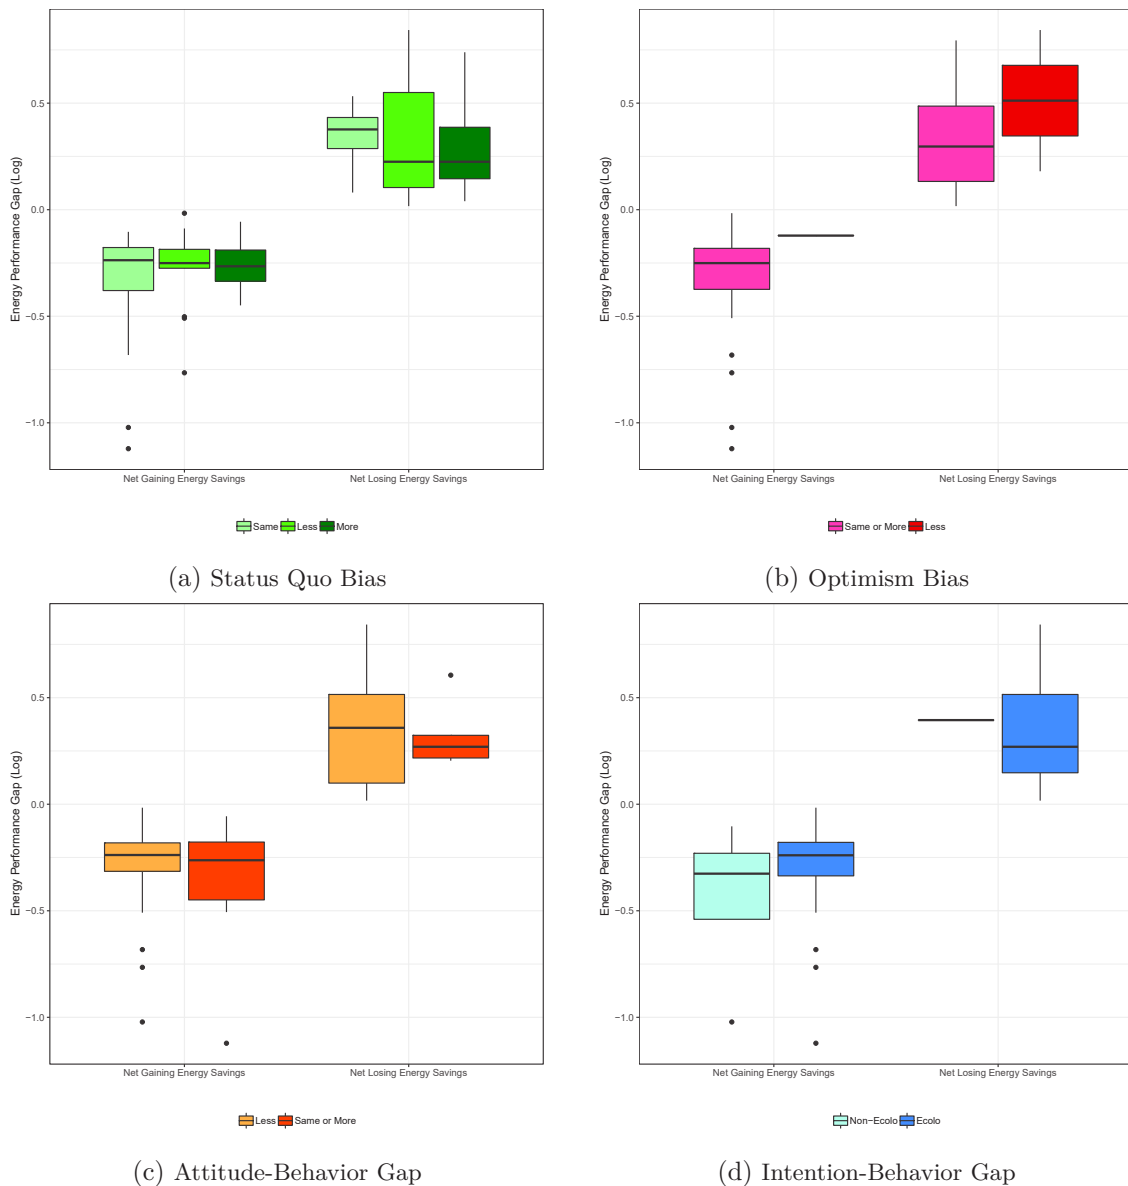 Energy Performance Gap (Log)
0.5
0.0
−0.5
−1.0
Net Gaining Energy Savings
Net Losing Energy Savings
Same Less More
(a) Status Quo Bias
Energy Performance Gap (Log)
0.5
0.0
−0.5
−1.0
Net Gaining Energy Savings
Net Losing Energy Savings
Same or More Less
(b) Optimism Bias
Energy Performance Gap (Log)
0.5
0.0
−0.5
−1.0
Net Gaining Energy Savings
Net Losing Energy Savings
Less Same or More
(c) Attitude-Behavior Gap
Energy Performance Gap (Log)
0.5
0.0
−0.5
−1.0
Net Gaining Energy Savings
Net Losing Energy Savings
Non−Ecolo Ecolo
(d) Intention-Behavior Gap